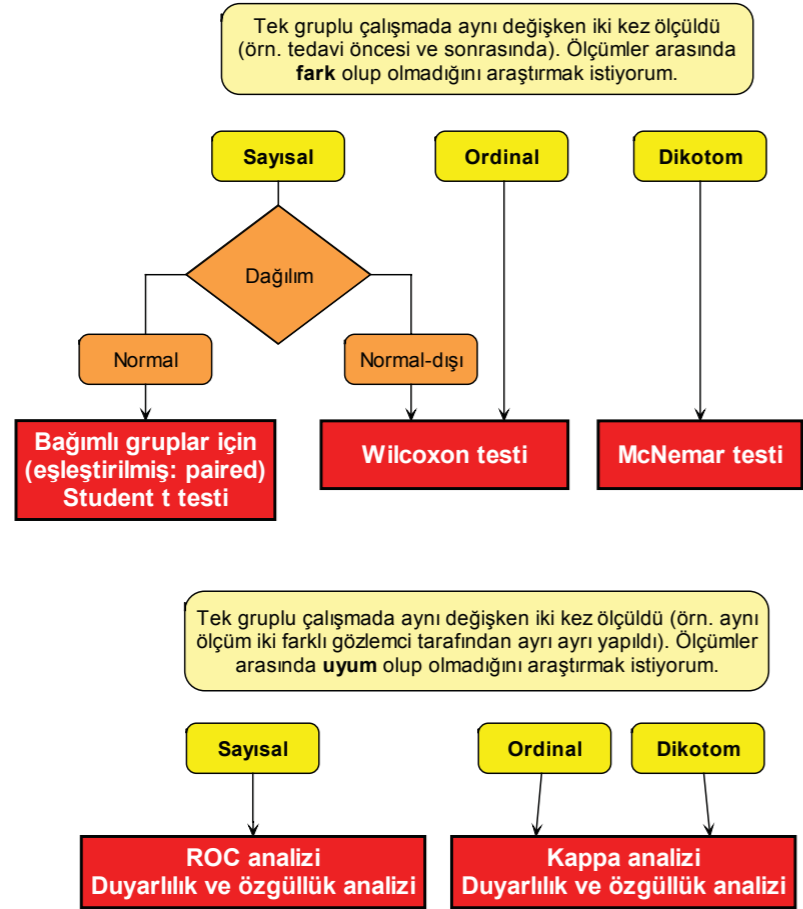 Tek gruplu çalışmada aynı değişken iki kez ölçüldü
(örn. tedavi öncesi ve sonrasında). Ölçümler arasında
fark olup olmadığını araştırmak istiyorum.
Sayısal
Ordinal
Dikotom
Dağılım
Normal
Normal-dışı
Bağımlı gruplar için
(eşleştirilmiş: paired)
Student t testi
Wilcoxon testi
McNemar testi
Tek gruplu çalışmada aynı değişken iki kez ölçüldü (örn. aynı
ölçüm iki farklı gözlemci tarafından ayrı ayrı yapıldı). Ölçümler
arasında uyum olup olmadığını araştırmak istiyorum.
Sayısal
Ordinal
Dikotom
ROC analizi
Duyarlılık ve özgüllük analizi
Kappa analizi
Duyarlılık ve özgüllük analizi